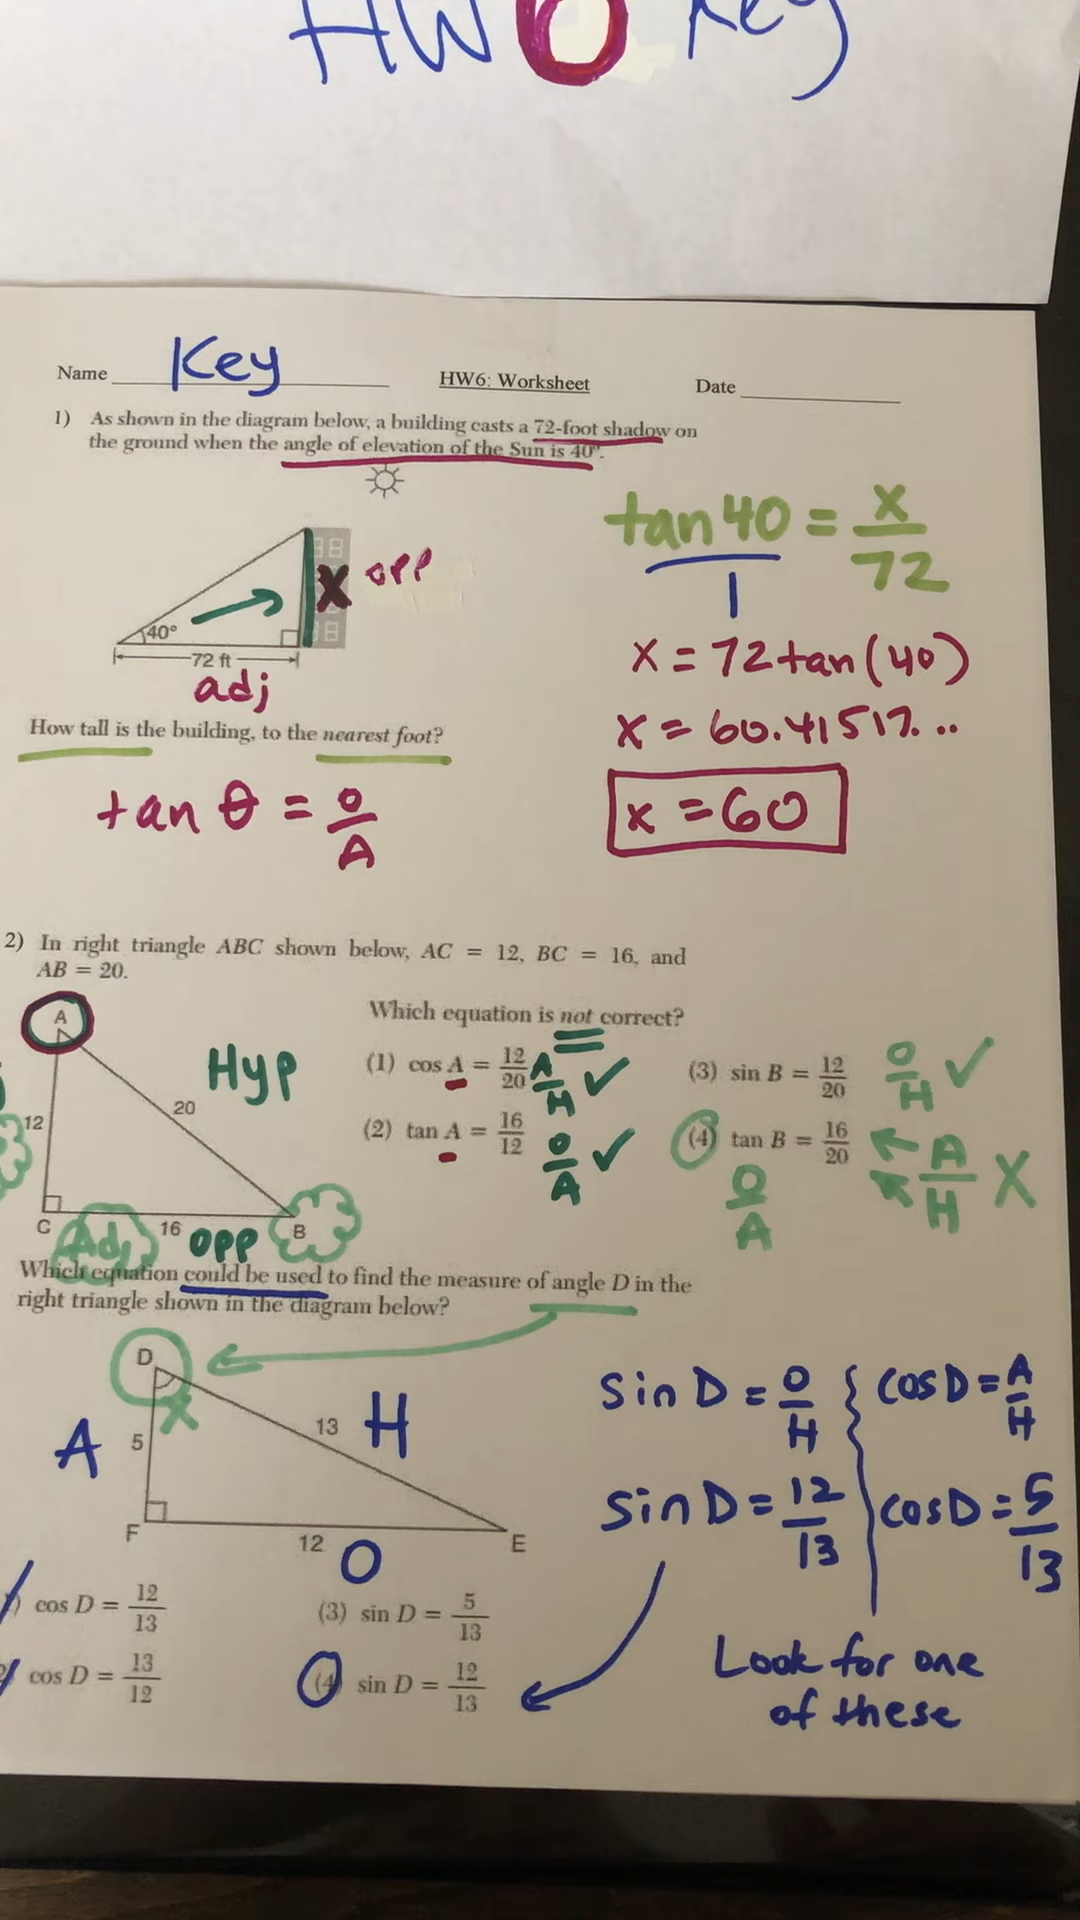 HW6 Key
Name Key HW6: Worksheet Date
1) As shown in the diagram below, a building casts a 72-foot shadow on
the ground when the angle of elevation of the Sun is 40°.
tan 40 = x/72
1
X opp
40°
72 ft
adj
x = 72 tan (40)
How tall is the building, to the nearest foot?
x = 60.41517...
tan θ = O/A
x = 60
2) In right triangle ABC shown below, AC = 12, BC = 16, and
AB = 20.
A
Which equation is not correct?
Hyp
(1) cos A = 12/20 A/H ✓
(3) sin B = 12/20 O/H ✓
12
20
(2) tan A = 16/12 O/A ✓
(4) tan B = 16/20 A/H X
O/A
C
Adj
16
opp
B
Which equation could be used to find the measure of angle D in the
right triangle shown in the diagram below?
D
X
A
5
13
H
sin D = O/H
cos D = A/H
sin D = 12/13
cos D = 5/13
F
12
O
E
cos D = 12/13
(3) sin D = 5/13
cos D = 13/12
(4) sin D = 12/13
Look for one
of these